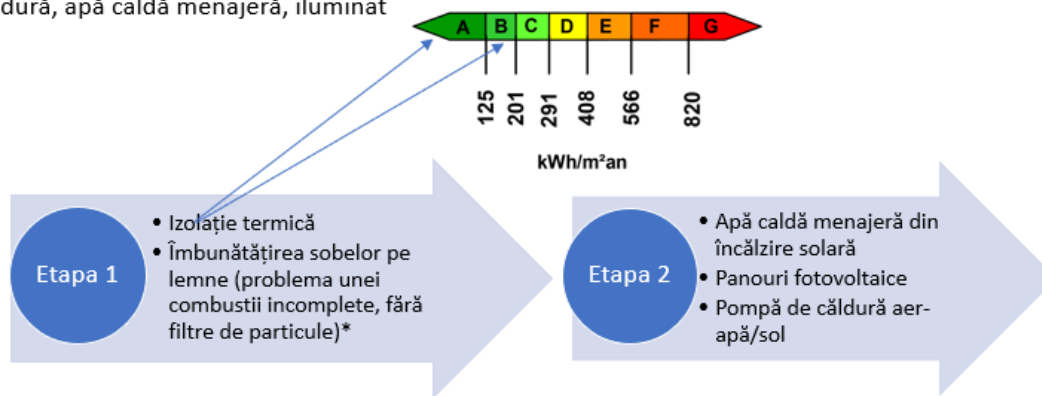 dură, apă caldă menajeră, iluminat
A B C D E F G
125 201 291 408 566 820
kWh/m²an
Etapa 1
• Izolație termică
• Îmbunătățirea sobelor pe
lemne (problema unei
combustii incomplete, fără
filtre de particule)*
Etapa 2
• Apă caldă menajeră din
încălzire solară
• Panouri fotovoltaice
• Pompă de căldură aer-
apă/sol